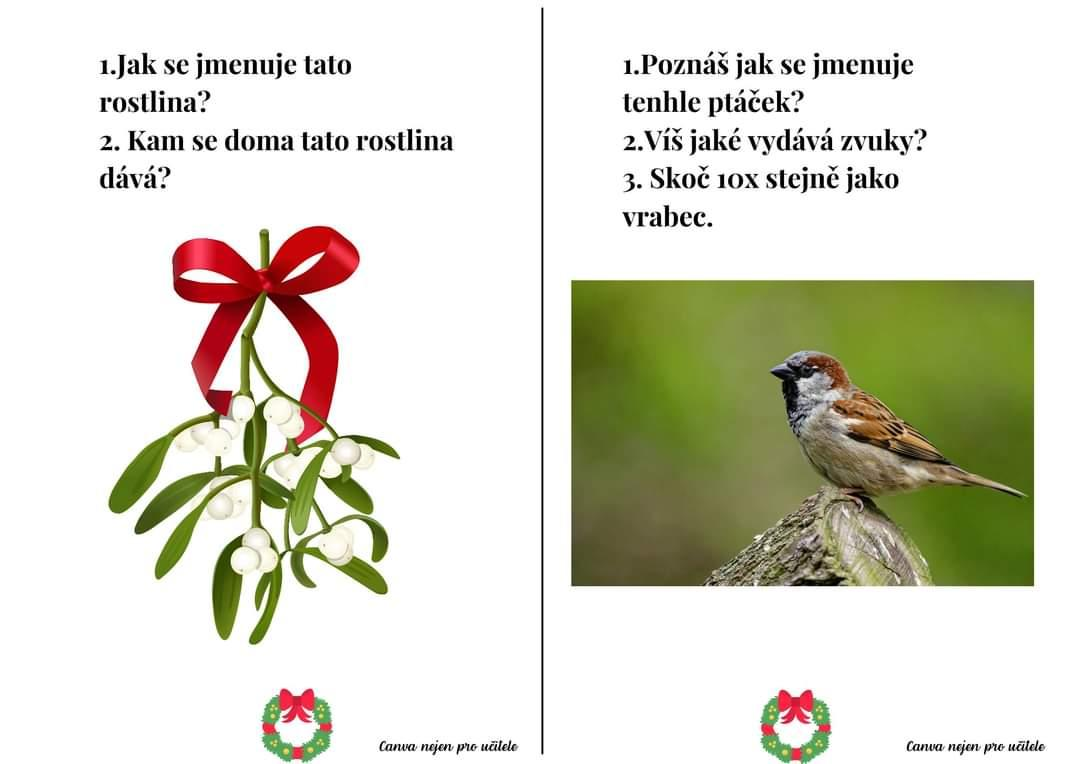 1.Jak se jmenuje tato
rostlina?
2. Kam se doma tato rostlina
dává?
Canva nejen pro učitele
1.Poznáš jak se jmenuje
tenhle ptáček?
2.Víš jaké vydává zvuky?
3. Skoč 10x stejně jako
vrabec.
Canva nejen pro učitele